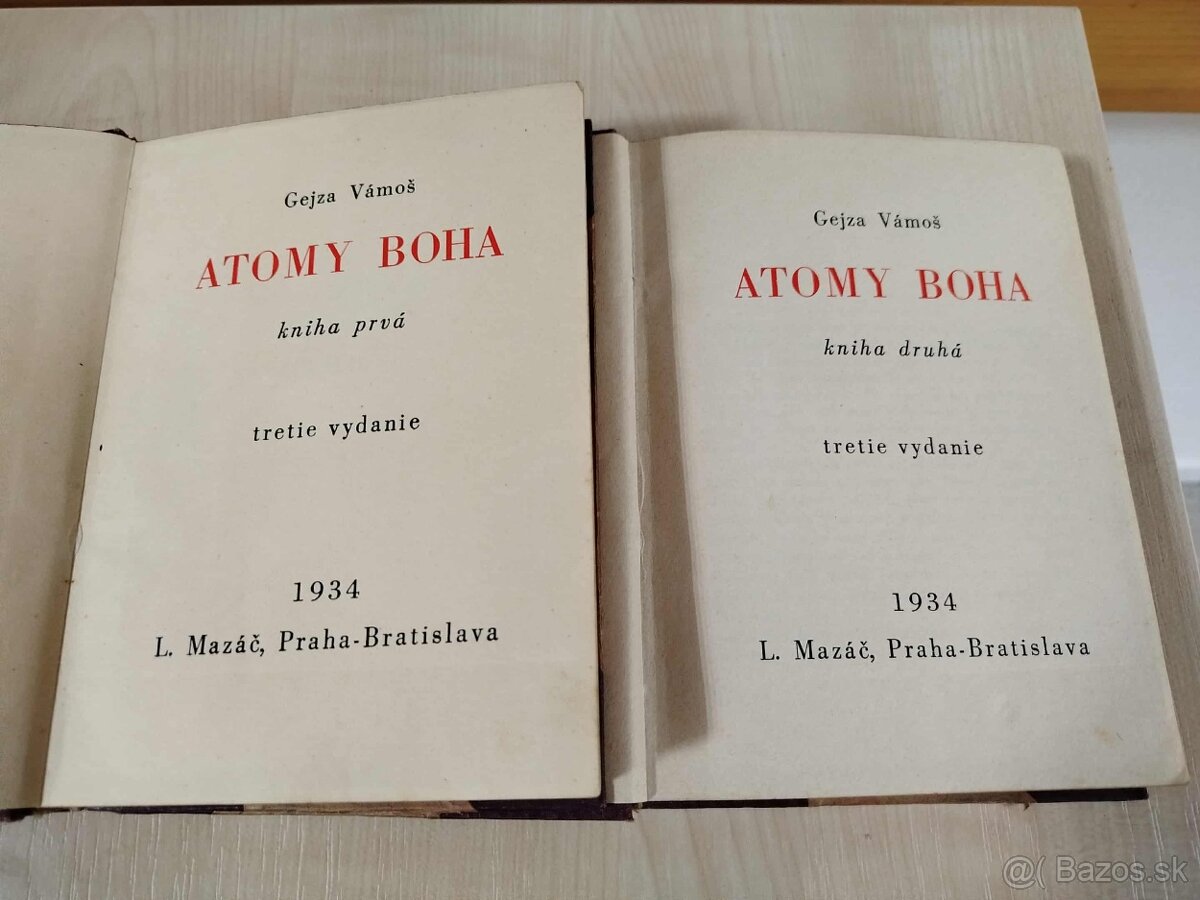 Gejza Vámoš
ATOMY BOHA
kniha prvá
tretie vydanie
1934
L. Mazáč, Praha-Bratislava
Gejza Vámoš
ATOMY BOHA
kniha druhá
tretie vydanie
1934
L. Mazáč, Praha-Bratislava
@( Bazos.sk